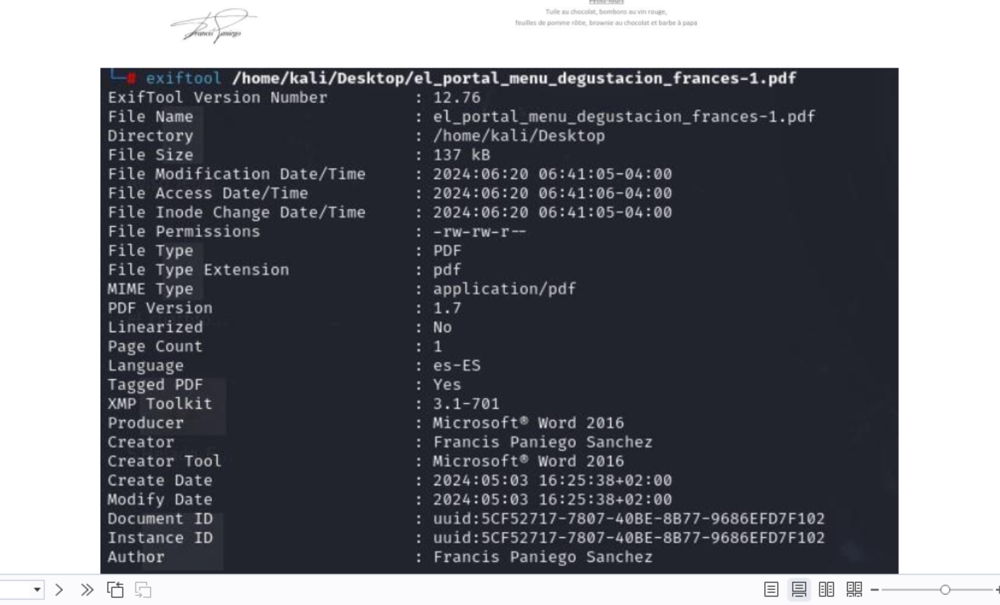 Petits-fours
Tuile au chocolat, bombons au vin rouge,
feuilles de pomme rôtie, brownie au chocolat et barbe à papa
Francis Paniego
└─# exiftool /home/kali/Desktop/el_portal_menu_degustacion_frances-1.pdf
ExifTool Version Number : 12.76
File Name : el_portal_menu_degustacion_frances-1.pdf
Directory : /home/kali/Desktop
File Size : 137 kB
File Modification Date/Time : 2024:06:20 06:41:05-04:00
File Access Date/Time : 2024:06:20 06:41:06-04:00
File Inode Change Date/Time : 2024:06:20 06:41:05-04:00
File Permissions : -rw-rw-r--
File Type : PDF
File Type Extension : pdf
MIME Type : application/pdf
PDF Version : 1.7
Linearized : No
Page Count : 1
Language : es-ES
Tagged PDF : Yes
XMP Toolkit : 3.1-701
Producer : Microsoft® Word 2016
Creator : Francis Paniego Sanchez
Creator Tool : Microsoft® Word 2016
Create Date : 2024:05:03 16:25:38+02:00
Modify Date : 2024:05:03 16:25:38+02:00
Document ID : uuid:5CF52717-7807-40BE-8B77-9686EFD7F102
Instance ID : uuid:5CF52717-7807-40BE-8B77-9686EFD7F102
Author : Francis Paniego Sanchez